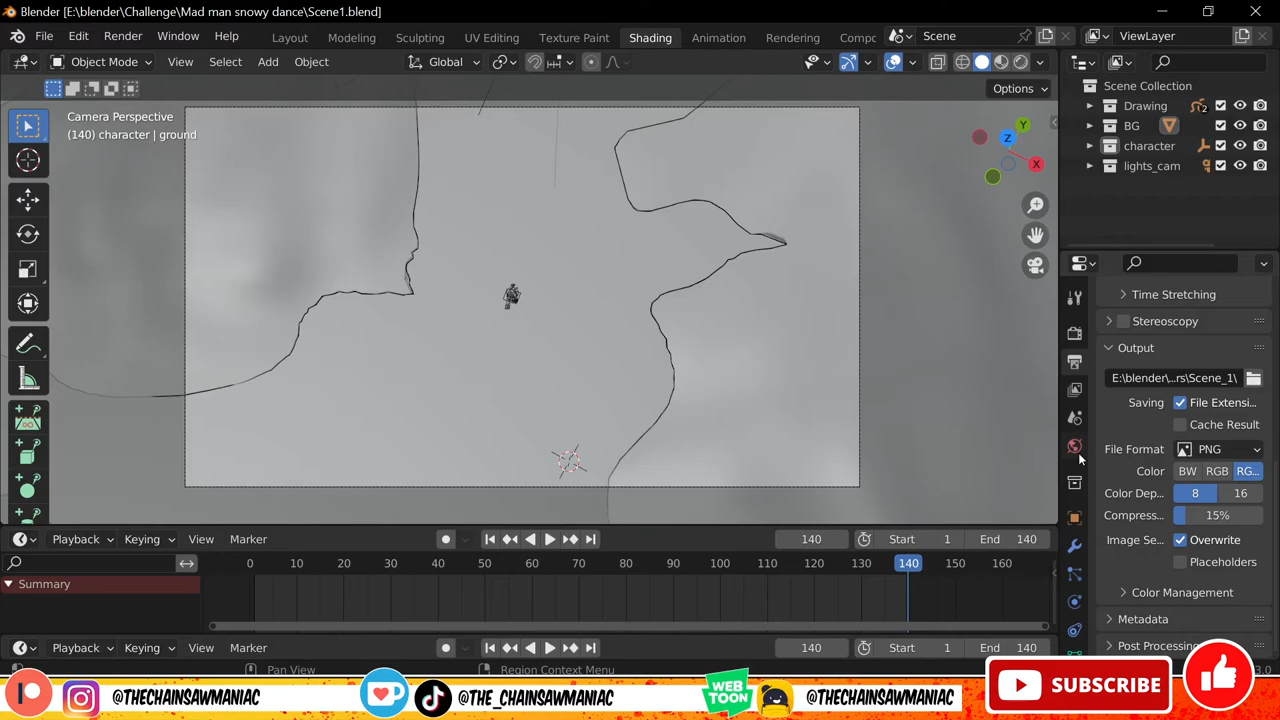 Blender [E:\blender\Challenge\Mad man snowy dance\Scene1.blend]
File Edit Render Window Help Layout Modeling Sculpting UV Editing Texture Paint Shading Animation Rendering Compc Scene ViewLayer
Object Mode View Select Add Object Global
Options
Camera Perspective
(140) character | ground
Z
Y
X
Scene Collection
Drawing 2
BG
character
lights_cam
Time Stretching
Stereoscopy
Output
E:\blender\...rs\Scene_1\
Saving File Extensi...
Cache Result
File Format PNG
Color BW RGB RG...
Color Dep... 8 16
Compress... 15%
Image Se... Overwrite
Placeholders
Color Management
Metadata
Post Processing
Playback Keying View Marker 140 Start 1 End 140
0 10 20 30 40 50 60 70 80 90 100 110 120 130 140 150 160
Summary
Playback Keying View Marker 140 Start 1 End 140
Pan View Region Context Menu 3.0
@THECHAINSAWMANIAC @THE_CHAINSAWMANIAC WEB TOON @THECHAINSAWMANIAC SUBSCRIBE